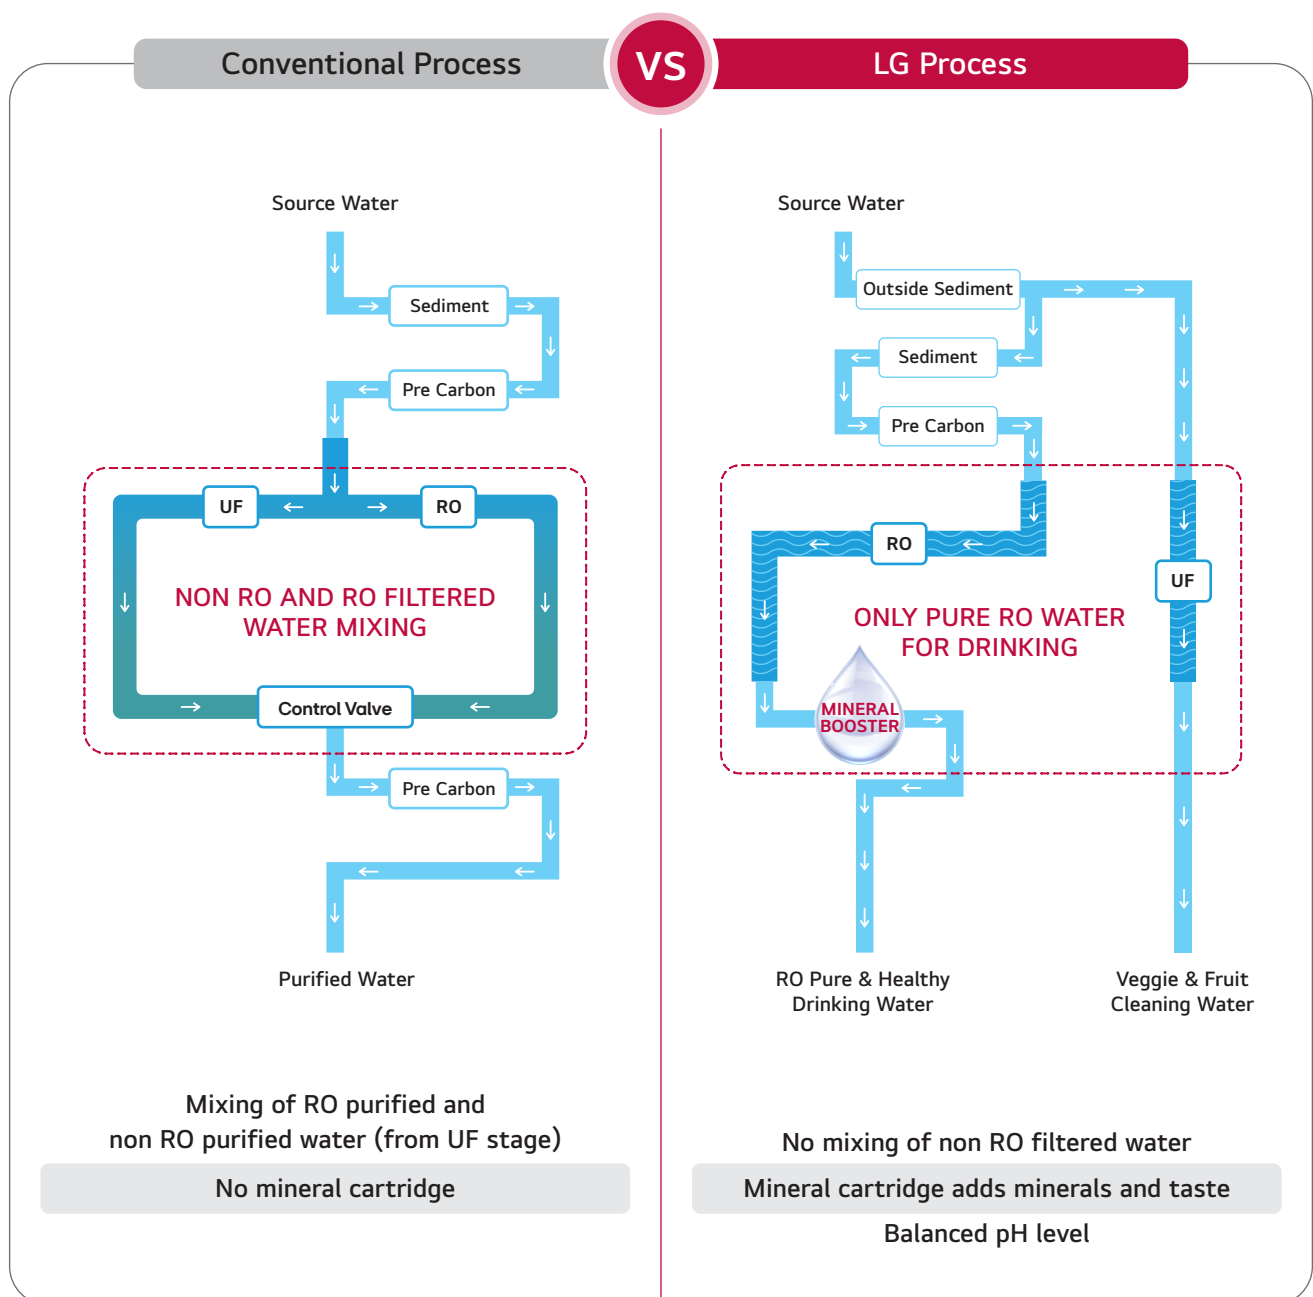 Conventional Process
VS
LG Process
Source Water
Sediment
Pre Carbon
UF
RO
NON RO AND RO FILTERED
WATER MIXING
Control Valve
Pre Carbon
Purified Water
Mixing of RO purified and
non RO purified water (from UF stage)
No mineral cartridge
Source Water
Outside Sediment
Sediment
Pre Carbon
RO
UF
ONLY PURE RO WATER
FOR DRINKING
MINERAL
BOOSTER
RO Pure & Healthy
Drinking Water
Veggie & Fruit
Cleaning Water
No mixing of non RO filtered water
Mineral cartridge adds minerals and taste
Balanced pH level